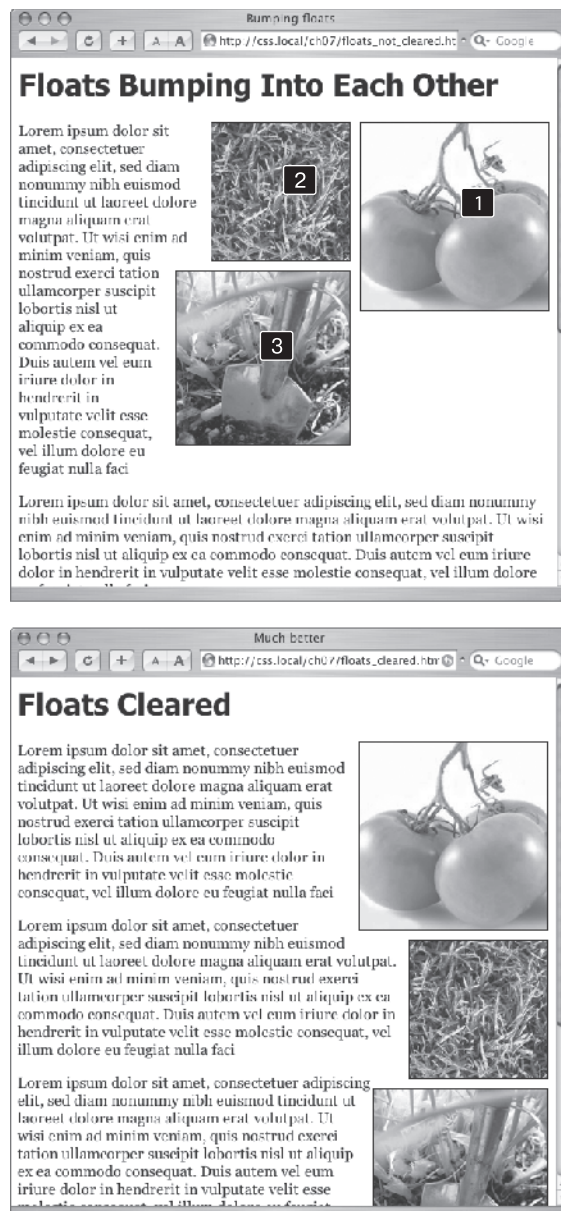 Bumping floats
A A http://css.local/ch07/floats_not_cleared.ht Q Google
Floats Bumping Into Each Other
Lorem ipsum dolor sit
amet, consectetuer
adipiscing elit, sed diam
nonummy nibh euismod
tincidunt ut laoreet dolore
magna aliquam erat
volutpat. Ut wisi enim ad
minim veniam, quis
nostrud exerci tation
ullamcorper suscipit
lobortis nisl ut
aliquip ex ea
commodo consequat.
Duis autem vel eum
iriure dolor in
hendrerit in
vulputate velit esse
molestie consequat,
vel illum dolore eu
feugiat nulla faci
2
1
3
Lorem ipsum dolor sit amet, consectetuer adipiscing elit, sed diam nonummy
nibh euismod tincidunt ut laoreet dolore magna aliquam erat volutpat. Ut wisi
enim ad minim veniam, quis nostrud exerci tation ullamcorper suscipit
lobortis nisl ut aliquip ex ea commodo consequat. Duis autem vel eum iriure
dolor in hendrerit in vulputate velit esse molestie consequat, vel illum dolore
Much better
A A http://css.local/ch07/floats_cleared.htm Q Google
Floats Cleared
Lorem ipsum dolor sit amet, consectetuer
adipiscing elit, sed diam nonummy nibh euismod
tincidunt ut laoreet dolore magna aliquam erat
volutpat. Ut wisi enim ad minim veniam, quis
nostrud exerci tation ullamcorper suscipit
lobortis nisl ut aliquip ex ea commodo
consequat. Duis autem vel eum iriure dolor in
hendrerit in vulputate velit esse molestie
consequat, vel illum dolore eu feugiat nulla faci
Lorem ipsum dolor sit amet, consectetuer
adipiscing elit, sed diam nonummy nibh euismod
tincidunt ut laoreet dolore magna aliquam erat volutpat.
Ut wisi enim ad minim veniam, quis nostrud exerci
tation ullamcorper suscipit lobortis nisl ut aliquip ex ea
commodo consequat. Duis autem vel eum iriure dolor in
hendrerit in vulputate velit esse molestie consequat, vel
illum dolore eu feugiat nulla faci
Lorem ipsum dolor sit amet, consectetuer adipiscing
elit, sed diam nonummy nibh euismod tincidunt ut
laoreet dolore magna aliquam erat volutpat. Ut
wisi enim ad minim veniam, quis nostrud exerci
tation ullamcorper suscipit lobortis nisl ut aliquip
ex ea commodo consequat. Duis autem vel eum
iriure dolor in hendrerit in vulputate velit esse